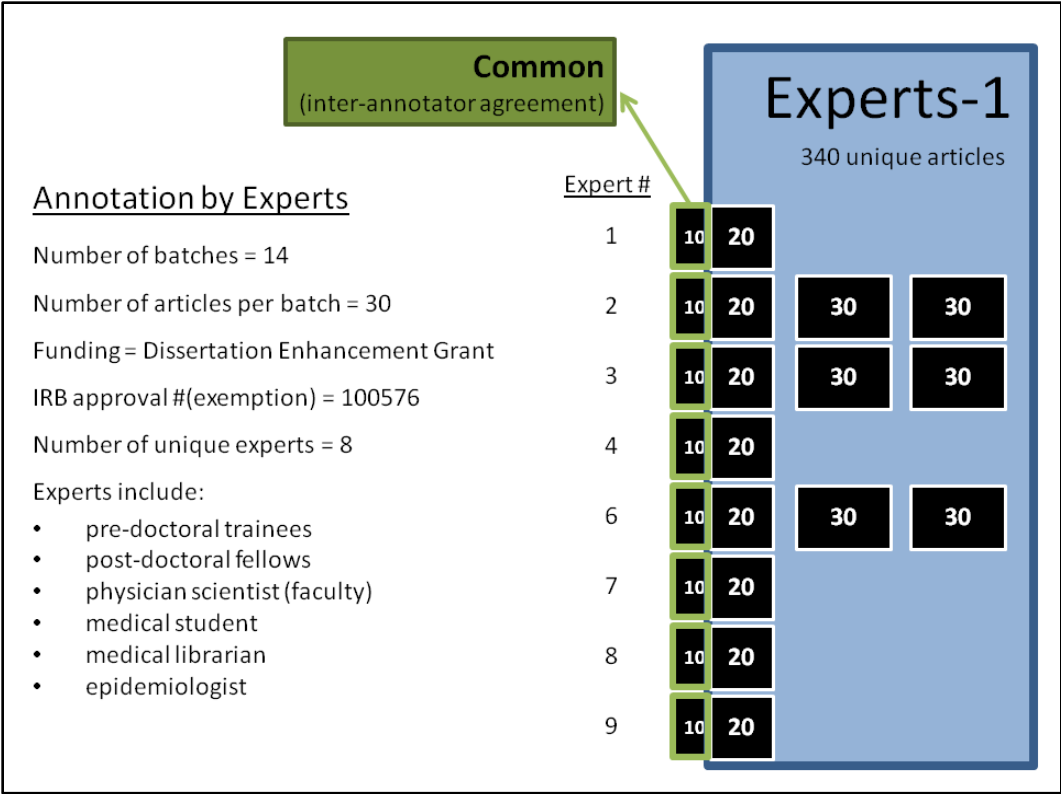 Common
(inter-annotator agreement)
Experts-1
340 unique articles
Annotation by Experts
Number of batches = 14
Number of articles per batch = 30
Funding = Dissertation Enhancement Grant
IRB approval #(exemption) = 100576
Number of unique experts = 8
Experts include:
• pre-doctoral trainees
• post-doctoral fellows
• physician scientist (faculty)
• medical student
• medical librarian
• epidemiologist
Expert #
1 10 20
2 10 20 30 30
3 10 20 30 30
4 10 20
6 10 20 30 30
7 10 20
8 10 20
9 10 20